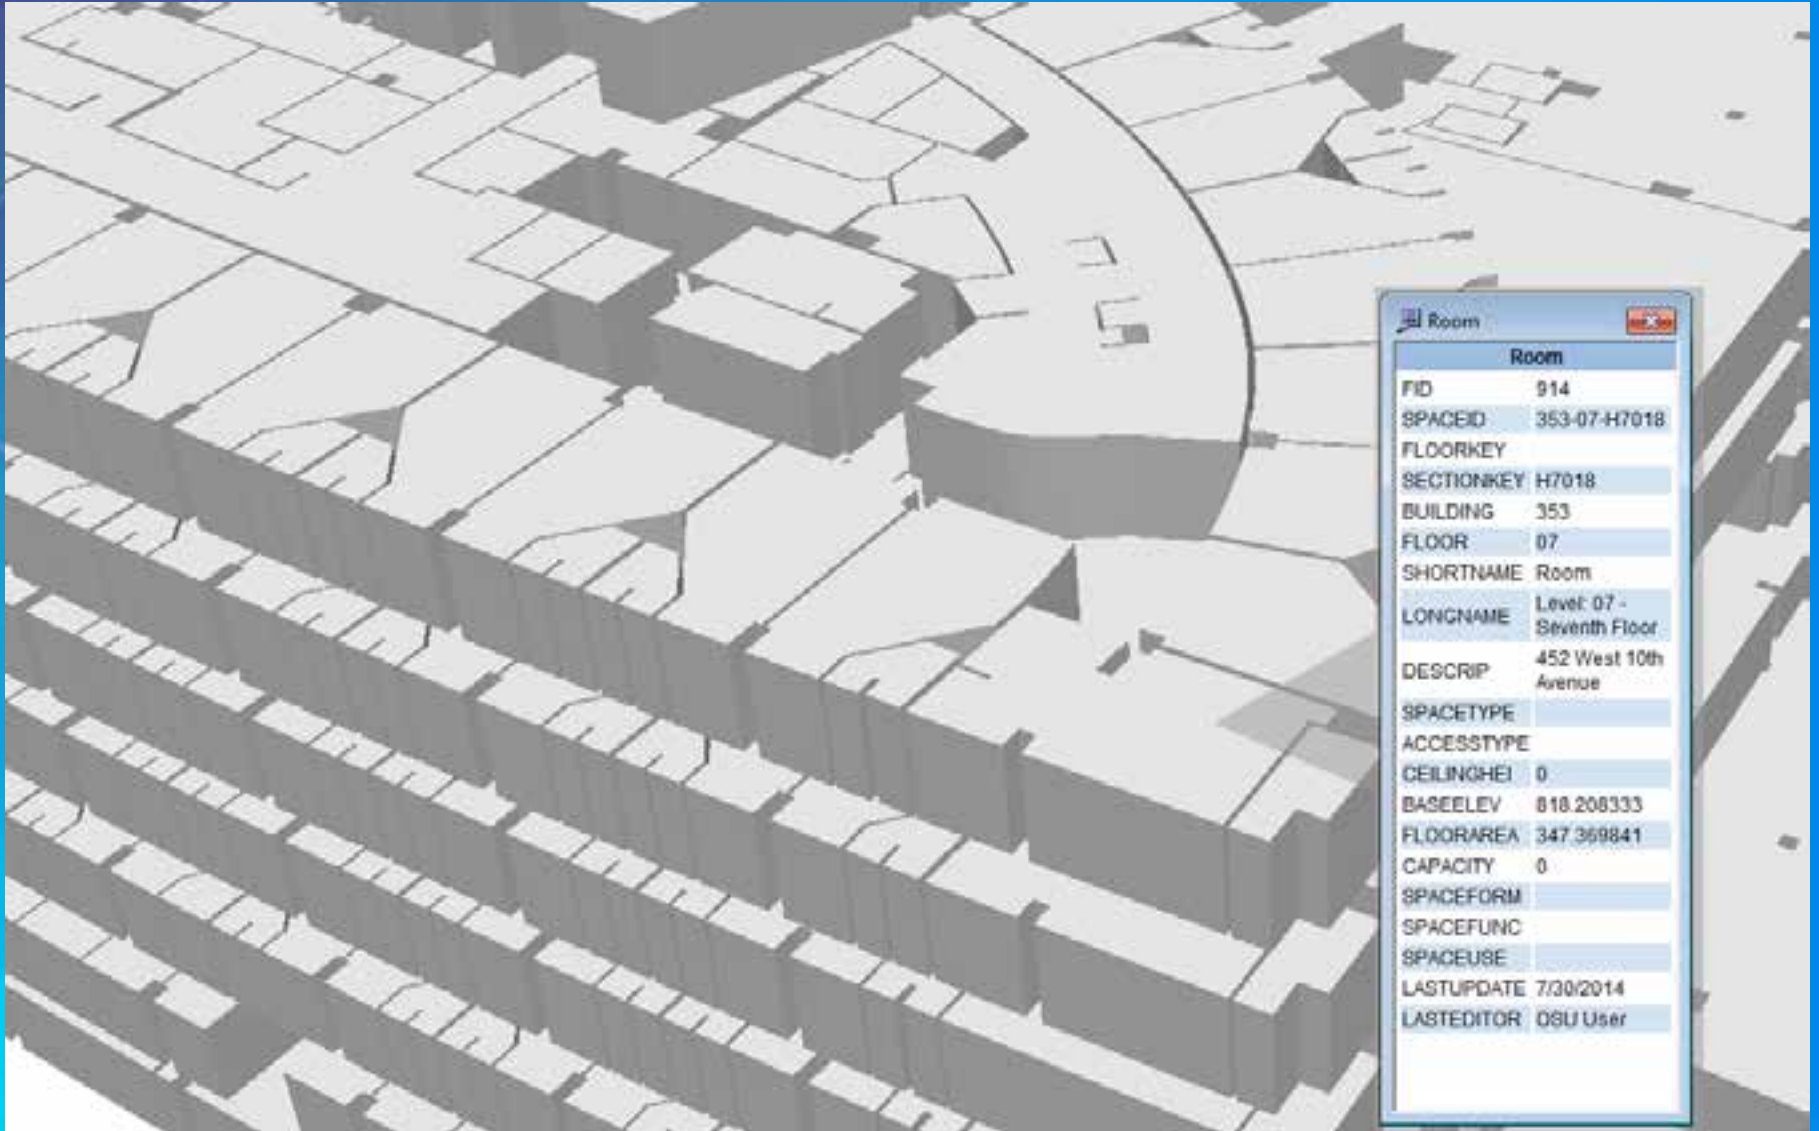 Room
Room
FID 914
SPACEID 353-07-H7018
FLOORKEY
SECTIONKEY H7018
BUILDING 353
FLOOR 07
SHORTNAME Room
LONGNAME Level: 07 -
Seventh Floor
DESCRIP 452 West 10th
Avenue
SPACETYPE
ACCESSTYPE
CEILINGHEI 0
BASEELEV 818.208333
FLOORAREA 347.369841
CAPACITY 0
SPACEFORM
SPACEFUNC
SPACEUSE
LASTUPDATE 7/30/2014
LASTEDITOR OSU User